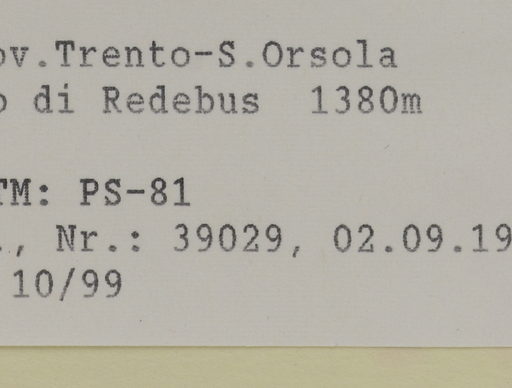 ov.Trento-S.Orsola
o di Redebus 1380m
TM: PS-81
., Nr.: 39029, 02.09.19
10/99